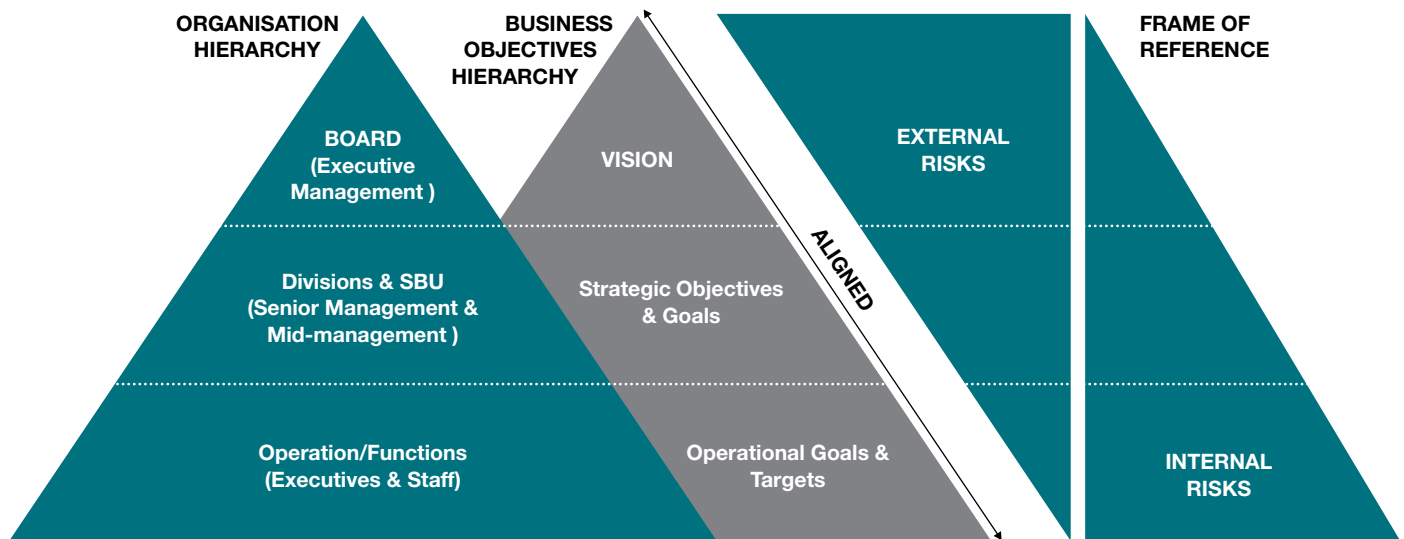 ORGANISATION
HIERARCHY
BUSINESS
OBJECTIVES
HIERARCHY
FRAME OF
REFERENCE
BOARD
(Executive
Management )
VISION
EXTERNAL
RISKS
ALIGNED
Divisions & SBU
(Senior Management &
Mid-management )
Strategic Objectives
& Goals
Operation/Functions
(Executives & Staff)
Operational Goals &
Targets
INTERNAL
RISKS